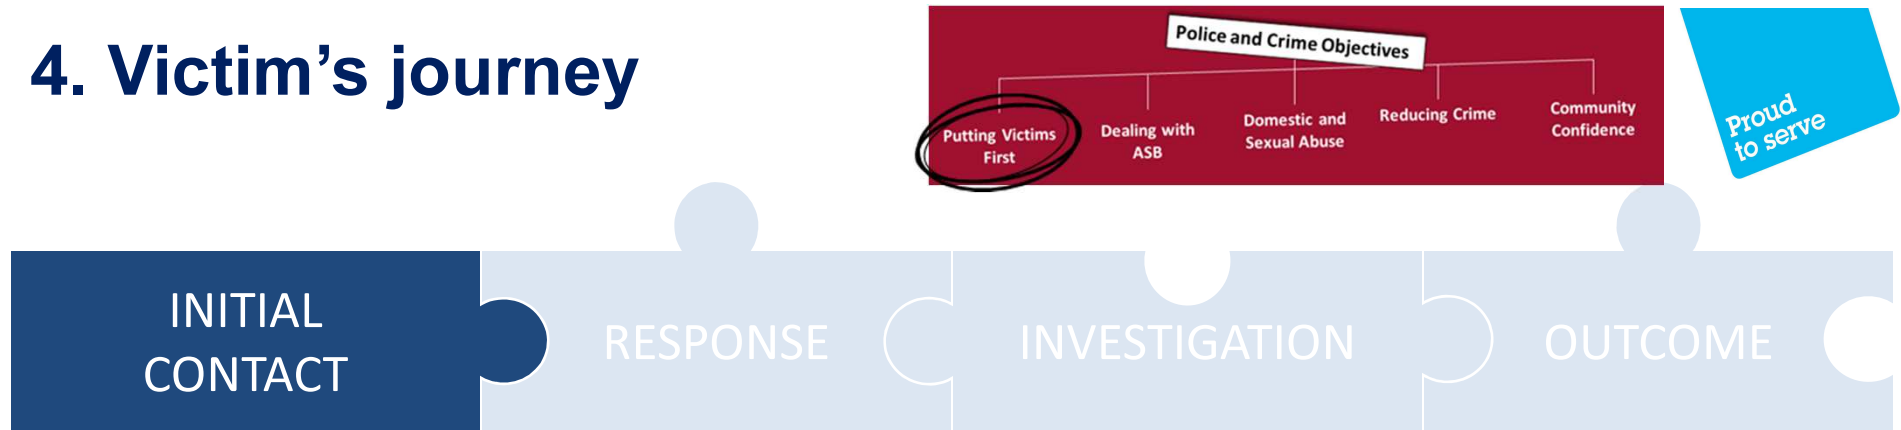 4. Victim’s journey
Police and Crime Objectives
Putting Victims
First
Dealing with
ASB
Domestic and
Sexual Abuse
Reducing Crime
Community
Confidence
Proud
to serve
INITIAL
CONTACT
RESPONSE
INVESTIGATION
OUTCOME